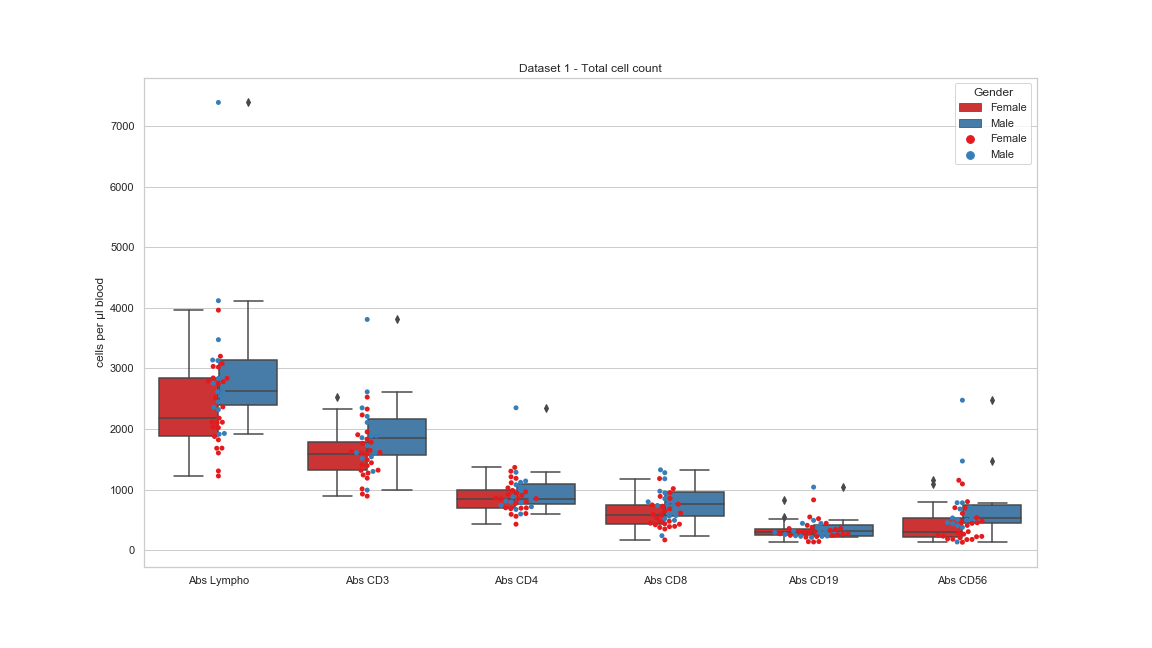 Dataset 1 - Total cell count
Gender
Female
Male
Female
Male
7000
6000
5000
4000
3000
2000
1000
0
cells per µl blood
Abs Lympho
Abs CD3
Abs CD4
Abs CD8
Abs CD19
Abs CD56